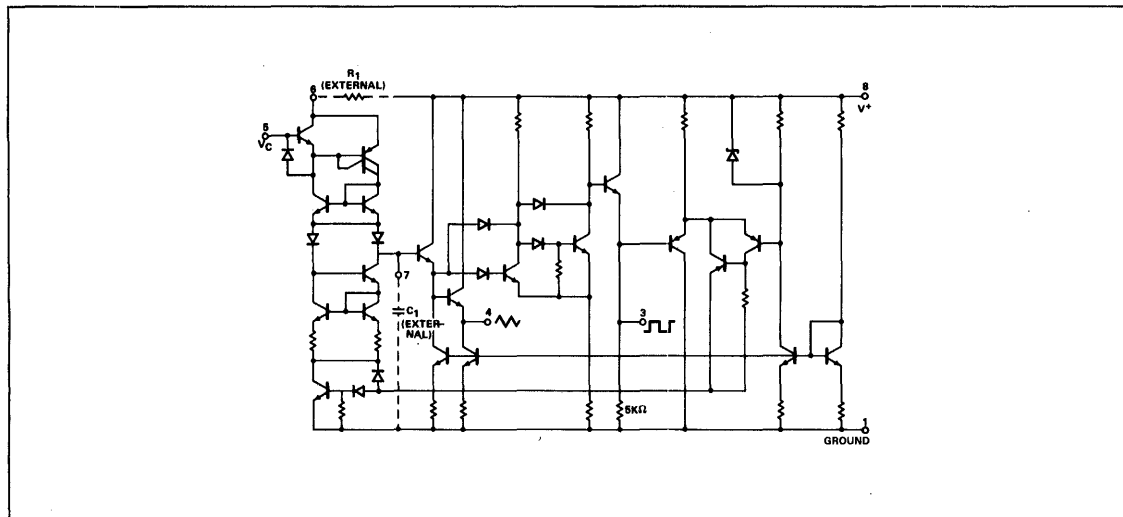 R1
(EXTERNAL)
6
8
V+
5
VC
7
C1
(EXTER-
NAL)
4
3
5KΩ
1
GROUND